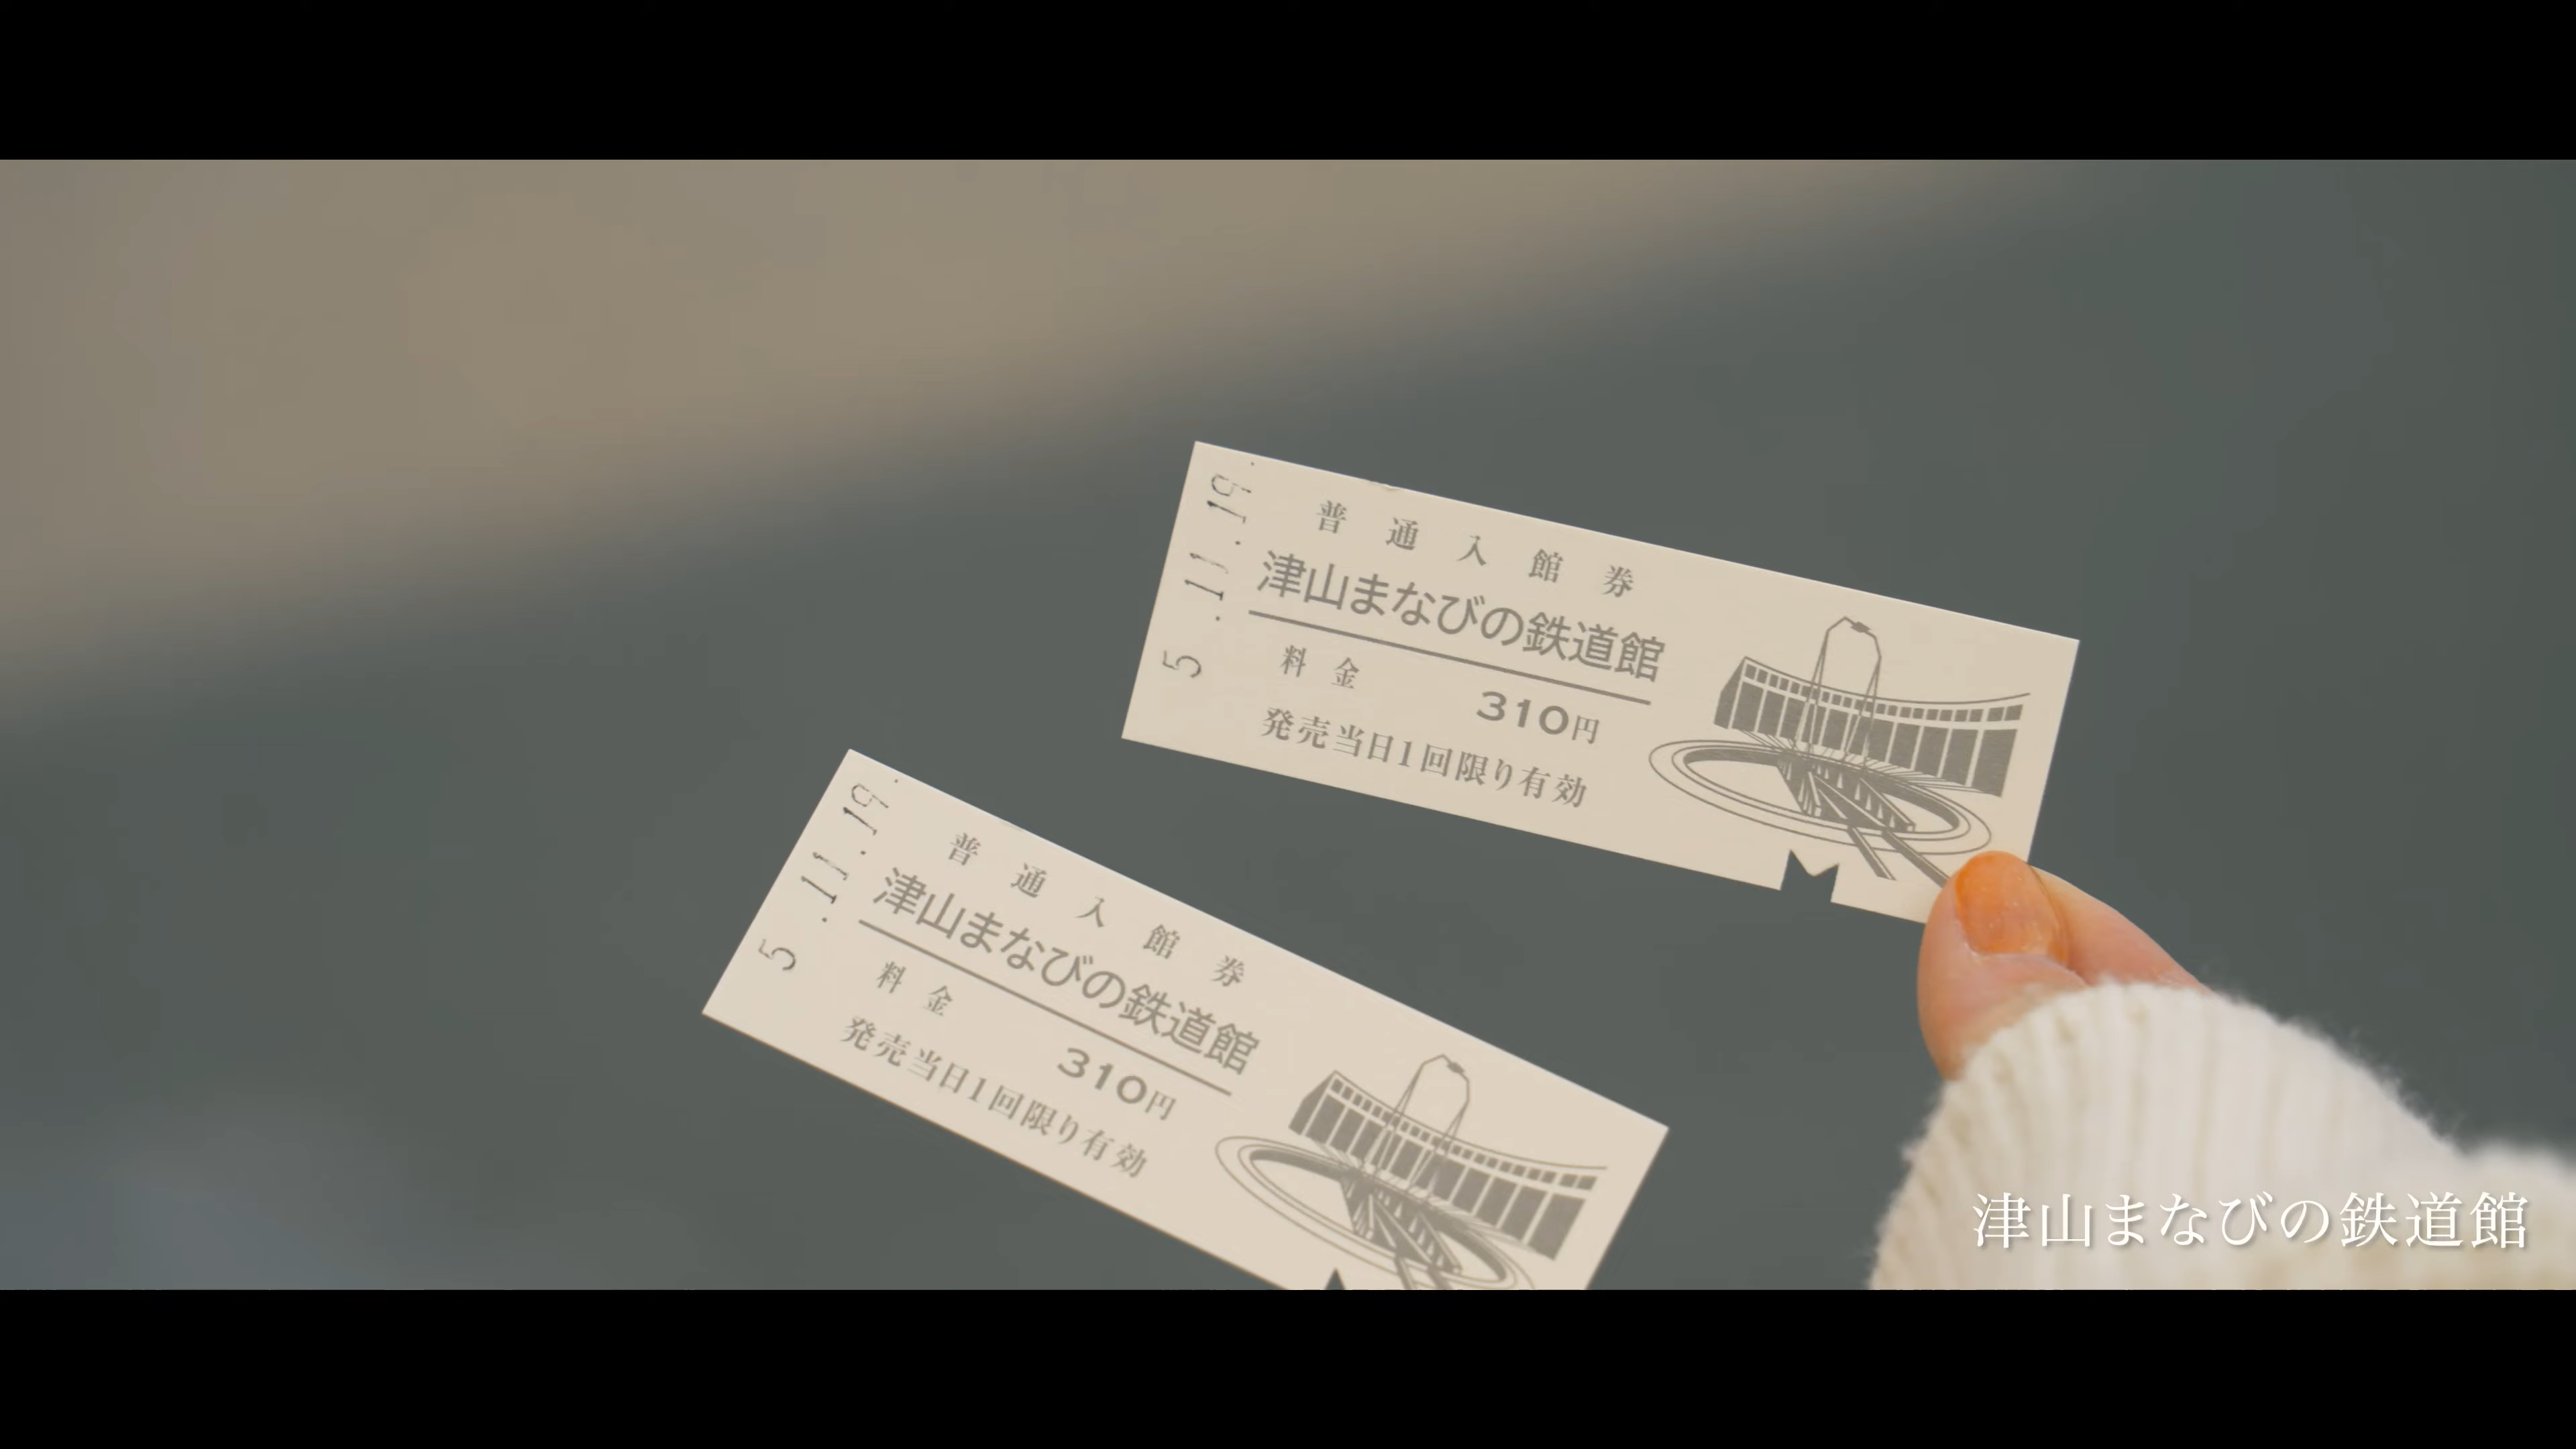 5.11.19.
普通入館券
津山まなびの鉄道館
料金 310円
発売当日1回限り有効
5.11.19.
普通入館券
津山まなびの鉄道館
料金 310円
発売当日1回限り有効
津山まなびの鉄道館